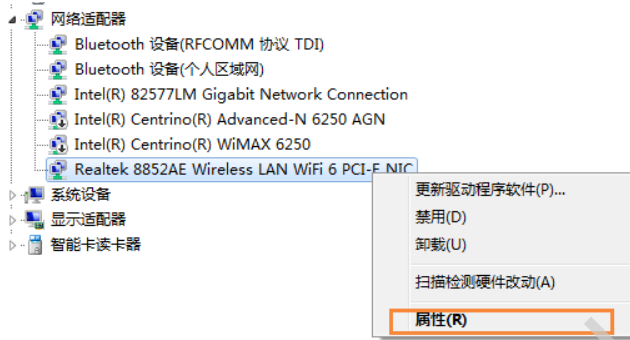 网络适配器
Bluetooth 设备(RFCOMM 协议 TDI)
Bluetooth 设备(个人区域网)
Intel(R) 82577LM Gigabit Network Connection
Intel(R) Centrino(R) Advanced-N 6250 AGN
Intel(R) Centrino(R) WiMAX 6250
Realtek 8852AE Wireless LAN WiFi 6 PCI-E NIC
系统设备
显示适配器
智能卡读卡器
更新驱动程序软件(P)...
禁用(D)
卸载(U)
扫描检测硬件改动(A)
属性(R)